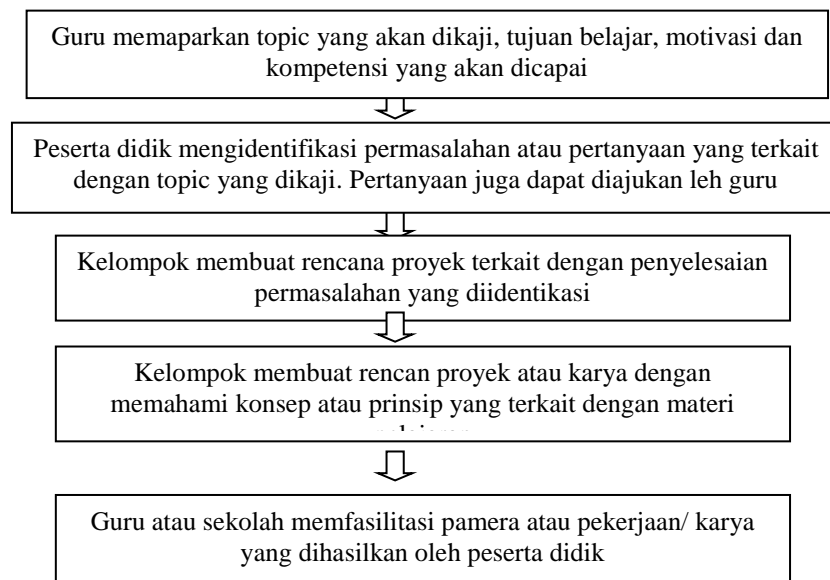 Guru memaparkan topic yang akan dikaji, tujuan belajar, motivasi dan
kompetensi yang akan dicapai
Peserta didik mengidentifikasi permasalahan atau pertanyaan yang terkait
dengan topic yang dikaji. Pertanyaan juga dapat diajukan leh guru
Kelompok membuat rencana proyek terkait dengan penyelesaian
permasalahan yang diidentikasi
Kelompok membuat rencan proyek atau karya dengan
memahami konsep atau prinsip yang terkait dengan materi
Guru atau sekolah memfasilitasi pamera atau pekerjaan/ karya
yang dihasilkan oleh peserta didik